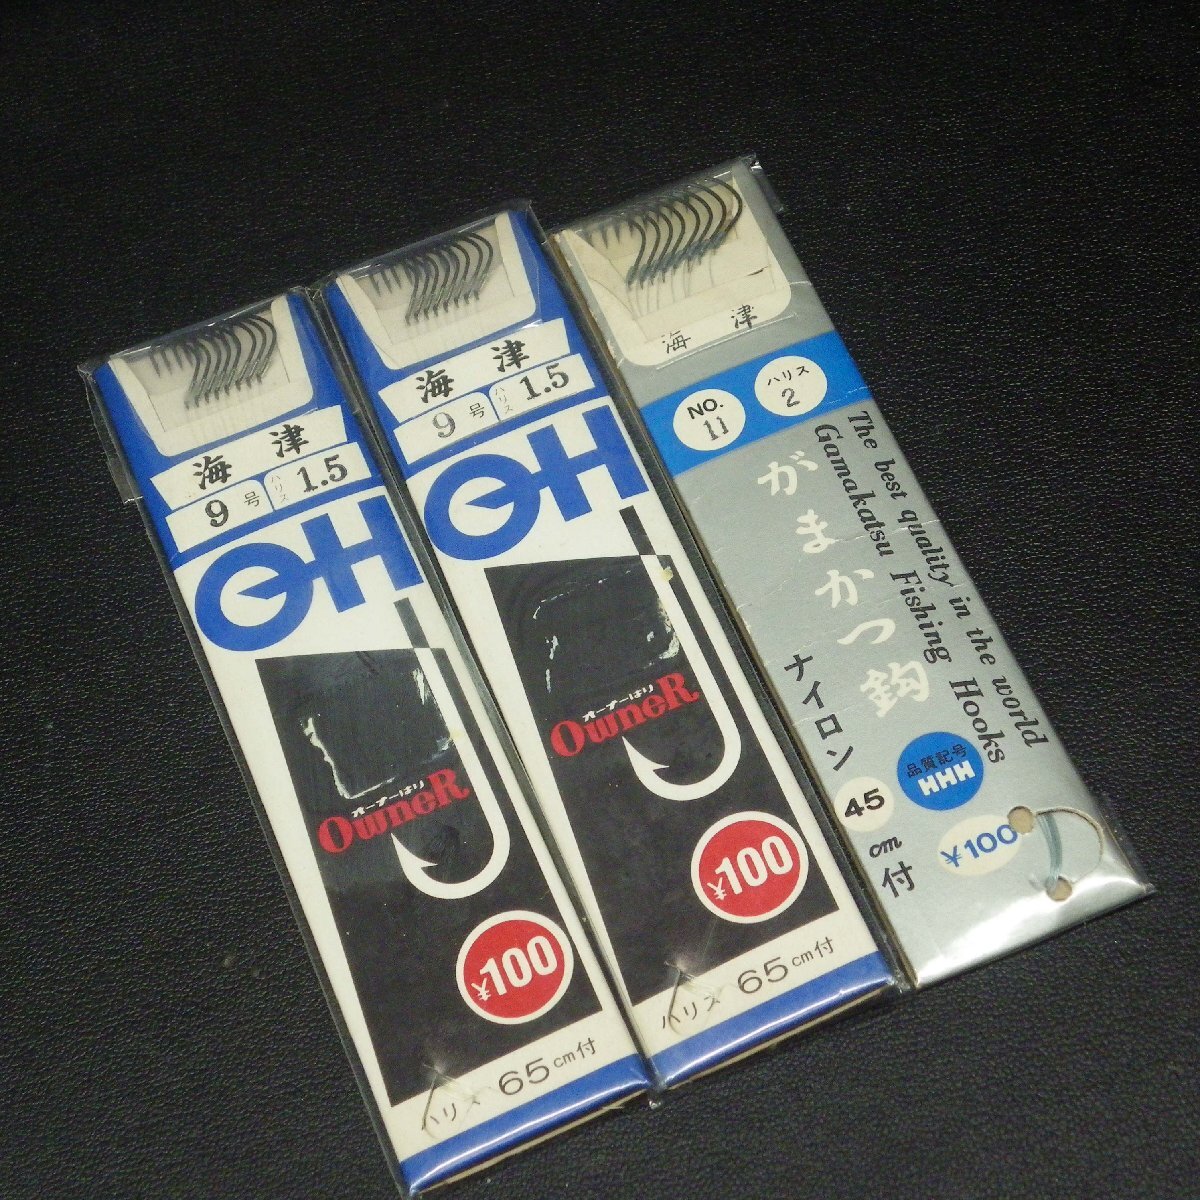 海津
9号 ハリス 1.5
OH
オーナーばり
OwneR
¥100
ハリス 65cm付
海津
9号 ハリス 1.5
OH
オーナーばり
OwneR
¥100
ハリス 65cm付
海津
NO. 11
ハリス 2
The best quality in the world
Gamakatsu Fishing Hooks
がまかつ鈎
ナイロン 45cm付
品質記号
HHH
¥100